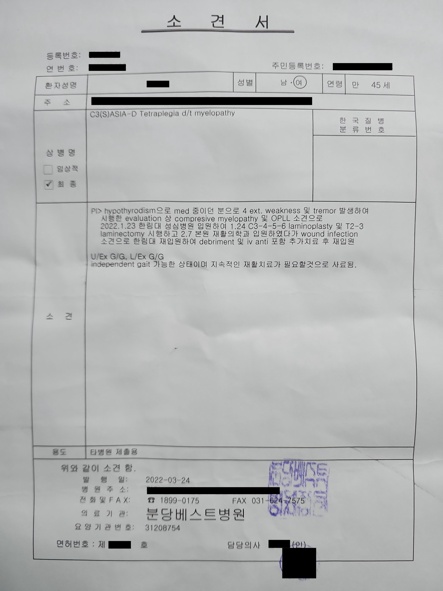 소 견 서
등록번호:
연 번 호: 주민등록번호:
환자성명 성별 남 · 여 연령 만 45 세
주 소
상 병 명 C3(S)ASIA-D Tetraplegia d/t myelopathy 한 국 질 병
분 류 번 호
임상적
최 종
소 견
PI> hypothyrodism으로 med 중이던 분으로 4 ext. weakness 및 tremor 발생하여
시행한 evaluation 상 compresive myelopathy 및 OPLL 소견으로
2022.1.23 한림대 성심병원 입원하여 1.24 C3-4-5-6 laminoplasty 및 T2-3
laminectomy 시행하고 2.7 본원 재활의학과 입원하였다가 wound infection
소견으로 한림대 재입원하여 debriment 및 iv anti 포함 추가치료 후 재입원
U/Ex G/G, L/Ex G/G
independent gait 가능한 상태이며 지속적인 재활치료가 필요할것으로 사료됨.
용도 타병원 제출용
위와 같이 소견 함.
발 행 일: 2022-03-24
병 원 주 소:
전 화 및 F A X: ☎ 1899-0175 FAX. 031-624-7575
의 료 기 관: 분당베스트병원
요 양 기 관 번 호: 31208754
면허번호: 제 호 담당의사 (인)